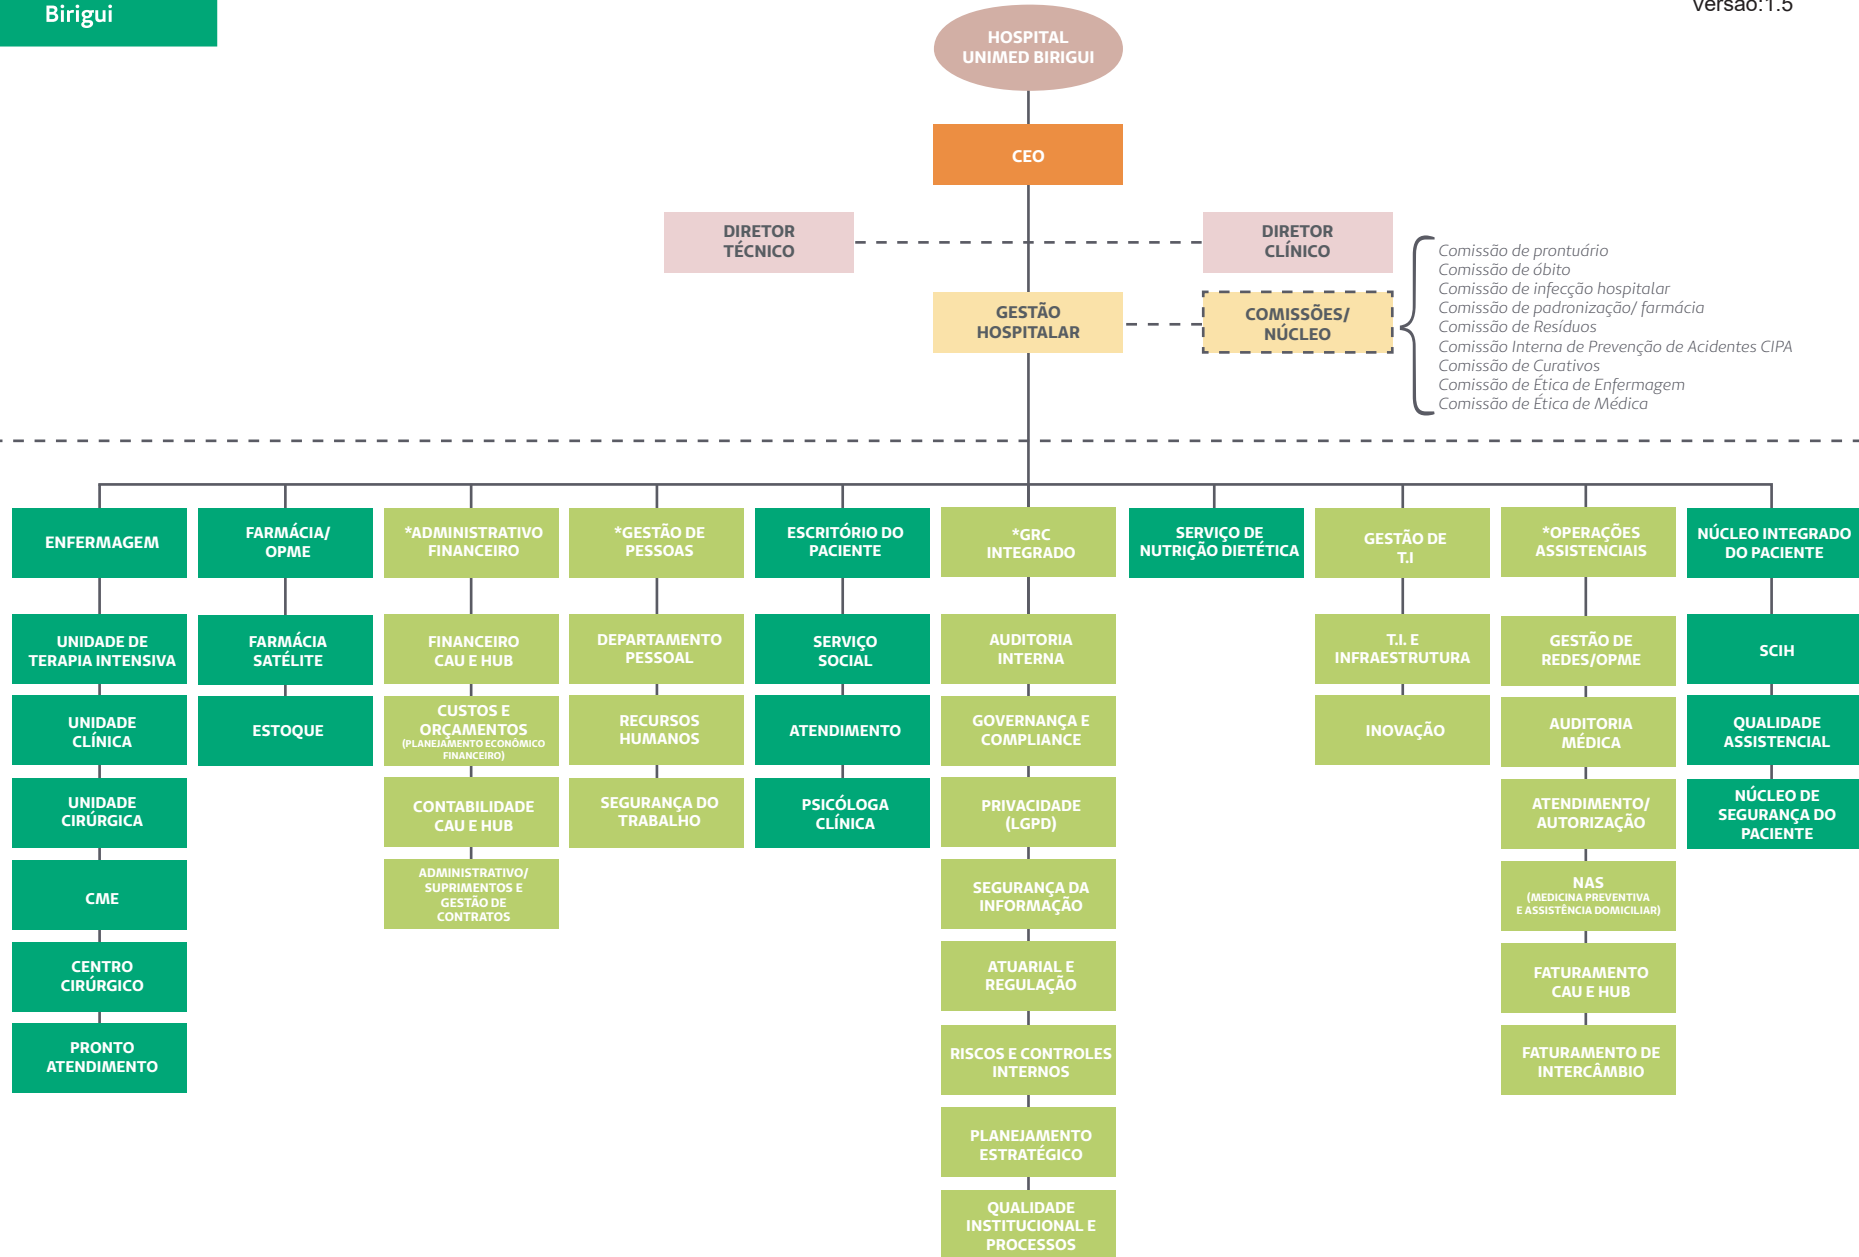 Birigui
Versão:1.5
HOSPITAL
UNIMED BIRIGUI
CEO
DIRETOR
TÉCNICO
DIRETOR
CLÍNICO
GESTÃO
HOSPITALAR
COMISSÕES/
NÚCLEO
Comissão de prontuário
Comissão de óbito
Comissão de infecção hospitalar
Comissão de padronização/ farmácia
Comissão de Resíduos
Comissão Interna de Prevenção de Acidentes CIPA
Comissão de Curativos
Comissão de Ética de Enfermagem
Comissão de Ética de Médica
ENFERMAGEM
UNIDADE DE
TERAPIA INTENSIVA
UNIDADE
CLÍNICA
UNIDADE
CIRÚRGICA
CME
CENTRO
CIRÚRGICO
PRONTO
ATENDIMENTO
FARMÁCIA/
OPME
FARMÁCIA
SATÉLITE
ESTOQUE
*ADMINISTRATIVO
FINANCEIRO
FINANCEIRO
CAU E HUB
CUSTOS E
ORÇAMENTOS
(PLANEJAMENTO ECONÔMICO
FINANCEIRO)
CONTABILIDADE
CAU E HUB
ADMINISTRATIVO/
SUPRIMENTOS E
GESTÃO DE
CONTRATOS
*GESTÃO DE
PESSOAS
DEPARTAMENTO
PESSOAL
RECURSOS
HUMANOS
SEGURANÇA DO
TRABALHO
ESCRITÓRIO DO
PACIENTE
SERVIÇO
SOCIAL
ATENDIMENTO
PSICÓLOGA
CLÍNICA
*GRC
INTEGRADO
AUDITORIA
INTERNA
GOVERNANÇA E
COMPLIANCE
PRIVACIDADE
(LGPD)
SEGURANÇA DA
INFORMAÇÃO
ATUARIAL E
REGULAÇÃO
RISCOS E CONTROLES
INTERNOS
PLANEJAMENTO
ESTRATÉGICO
QUALIDADE
INSTITUCIONAL E
PROCESSOS
SERVIÇO DE
NUTRIÇÃO DIETÉTICA
GESTÃO DE
T.I
T.I. E
INFRAESTRUTURA
INOVAÇÃO
*OPERAÇÕES
ASSISTENCIAIS
GESTÃO DE
REDES/OPME
AUDITORIA
MÉDICA
ATENDIMENTO/
AUTORIZAÇÃO
NAS
(MEDICINA PREVENTIVA
E ASSISTÊNCIA DOMICILIAR)
FATURAMENTO
CAU E HUB
FATURAMENTO DE
INTERCÂMBIO
NÚCLEO INTEGRADO
DO PACIENTE
SCIH
QUALIDADE
ASSISTENCIAL
NÚCLEO DE
SEGURANÇA DO
PACIENTE